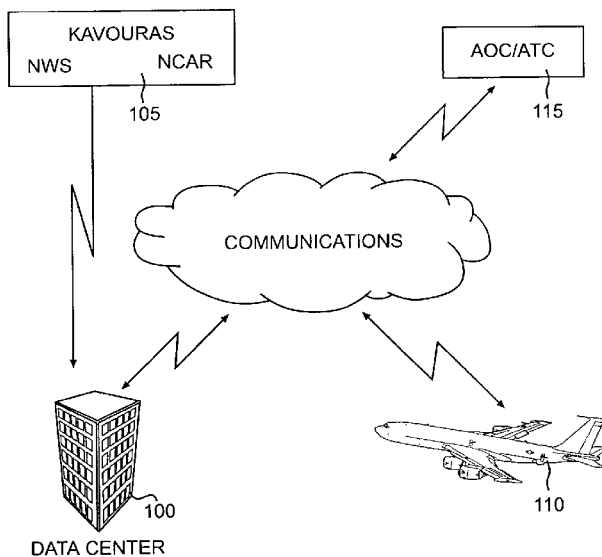 KAVOURAS
NWS NCAR
105
AOC/ATC
115
COMMUNICATIONS
100
110
DATA CENTER